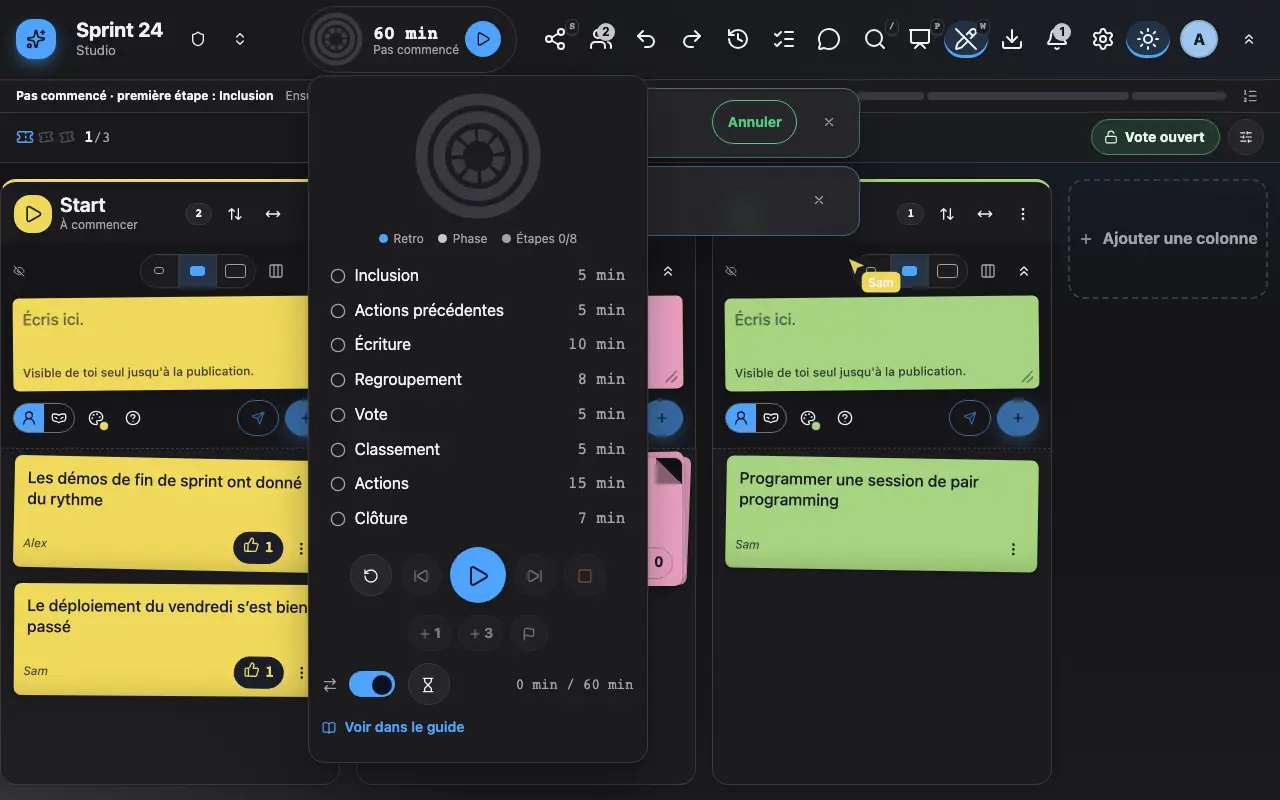 Sprint 24
Studio
60 min
Pas commencé
S
2
/
P
W
1
A
Pas commencé · première étape : Inclusion
1/3
Annuler
Vote ouvert
Start
À commencer
2
1
Ajouter une colonne
Retro
Phase
Étapes 0/8
Inclusion 5 min
Actions précédentes 5 min
Écriture 10 min
Regroupement 8 min
Vote 5 min
Classement 5 min
Actions 15 min
Clôture 7 min
+ 1
+ 3
0 min / 60 min
Voir dans le guide
Écris ici.
Visible de toi seul jusqu'à la publication.
Les démos de fin de sprint ont donné
du rythme
Alex
1
Le déploiement du vendredi s’est bien
passé
Sam
1
0
Sam
Écris ici.
Visible de toi seul jusqu'à la publication.
Programmer une session de pair
programming
Sam